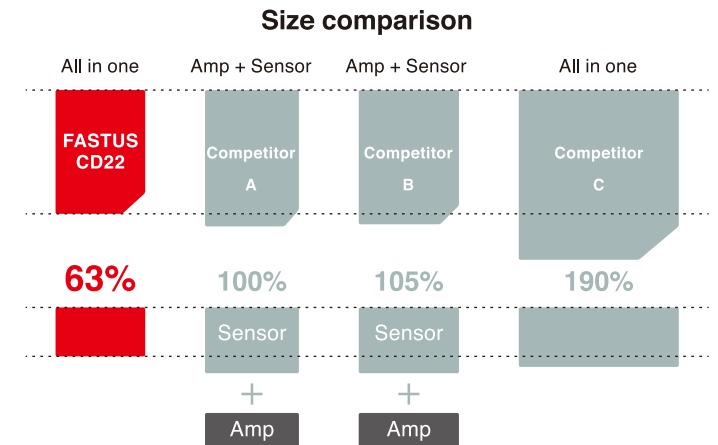 Size comparison
All in one
Amp + Sensor
Amp + Sensor
All in one
FASTUS
CD22
Competitor
A
Competitor
B
Competitor
C
63%
100%
105%
190%
Sensor
Sensor
+
+
Amp
Amp